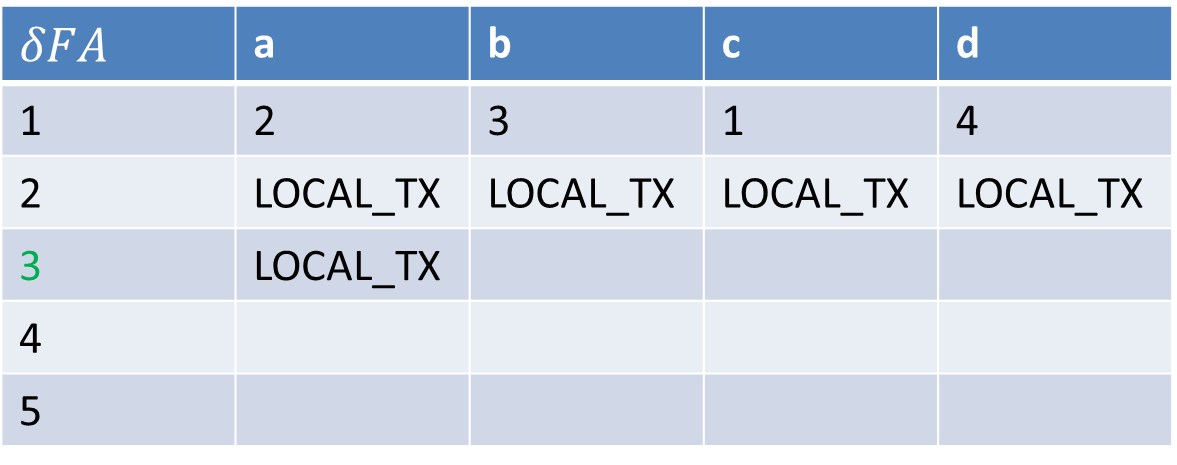 δFA a b c d
1 2 3 1 4
2 LOCAL_TX LOCAL_TX LOCAL_TX LOCAL_TX
3 LOCAL_TX
4
5